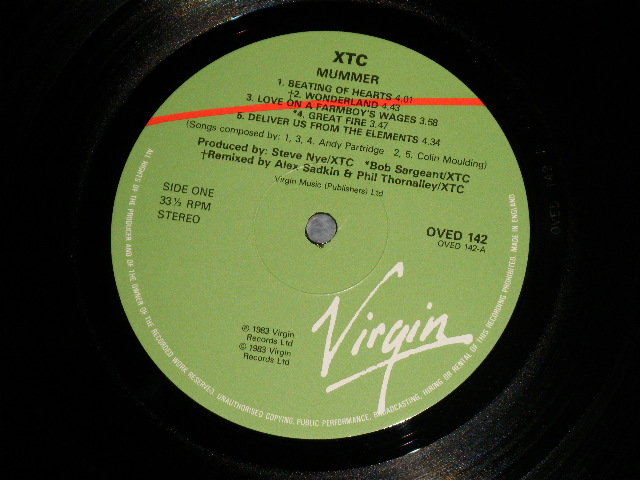 XTC
MUMMER
1. BEATING OF HEARTS 4.01
†2. WONDERLAND 4.43
3. LOVE ON A FARMBOY'S WAGES 3.58
*4. GREAT FIRE 3.47
5. DELIVER US FROM THE ELEMENTS 4.34
(Songs composed by: 1, 3, 4. Andy Partridge 2, 5. Colin Moulding)
Produced by: Steve Nye/XTC *Bob Sargeant/XTC
†Remixed by Alex Sadkin & Phil Thornalley/XTC
Virgin Music (Publishers) Ltd
SIDE ONE
33 ⅓ RPM
STEREO
OVED 142
OVED 142-A
℗ 1983 Virgin
Records Ltd
© 1983 Virgin
Records Ltd
Virgin
ALL RIGHTS OF THE PRODUCER AND OF THE OWNER OF THE RECORDED WORK RESERVED. UNAUTHORISED COPYING, PUBLIC PERFORMANCE, BROADCASTING, HIRING OR RENTAL OF THIS RECORDING PROHIBITED. MADE IN ENGLAND